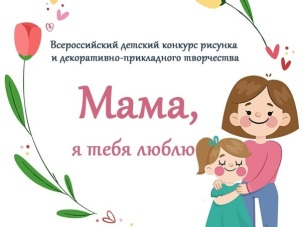 Всероссийский детский конкурс рисунка
и декоративно-прикладного творчества
Мама,
я тебя люблю